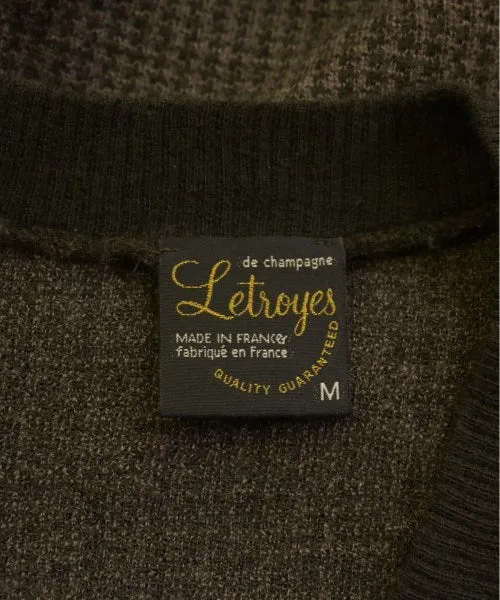 de champagne
Letroyes
MADE IN FRANCE&
fabriqué en France
QUALITY GUARANTEED
M